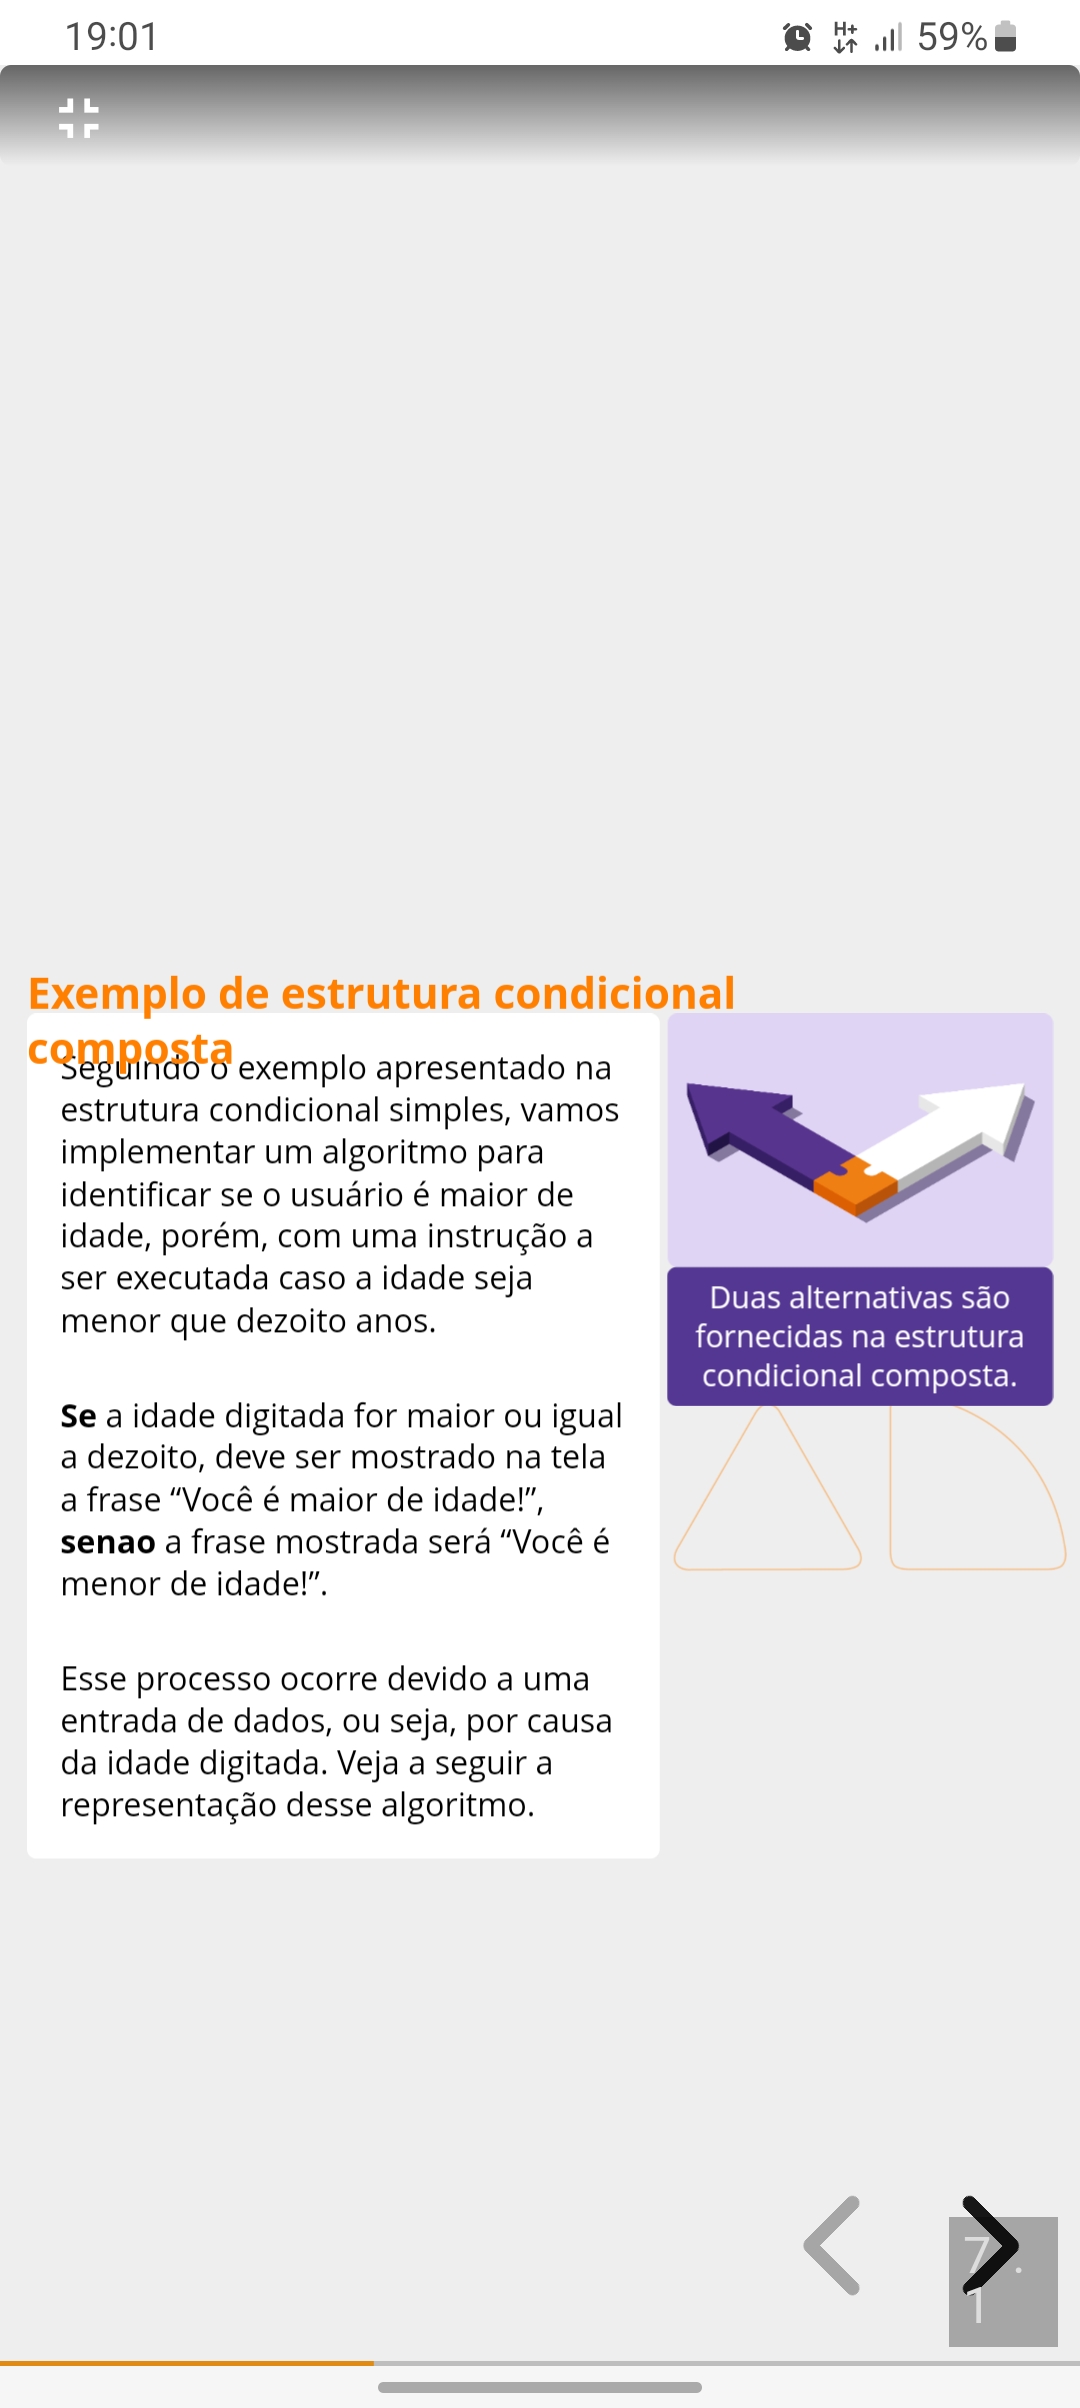 19:01
H+
59%
Exemplo de estrutura condicional
composta
Seguindo o exemplo apresentado na
estrutura condicional simples, vamos
implementar um algoritmo para
identificar se o usuário é maior de
idade, porém, com uma instrução a
ser executada caso a idade seja
menor que dezoito anos.
Se a idade digitada for maior ou igual
a dezoito, deve ser mostrado na tela
a frase “Você é maior de idade!”,
senao a frase mostrada será “Você é
menor de idade!”.
Esse processo ocorre devido a uma
entrada de dados, ou seja, por causa
da idade digitada. Veja a seguir a
representação desse algoritmo.
Duas alternativas são
fornecidas na estrutura
condicional composta.
7 .
1